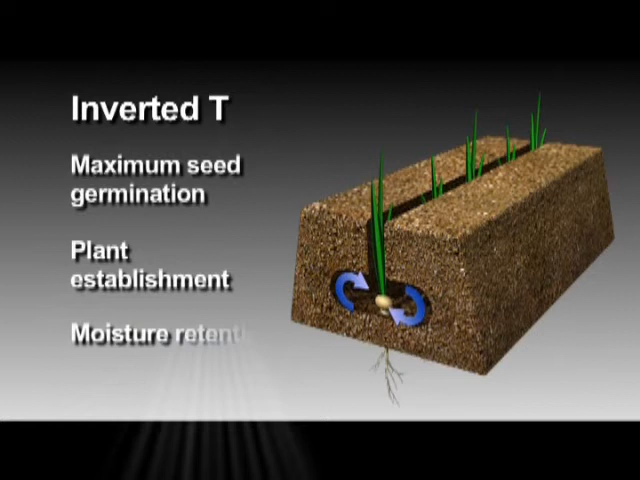 Inverted T
Maximum seed
germination
Plant
establishment
Moisture